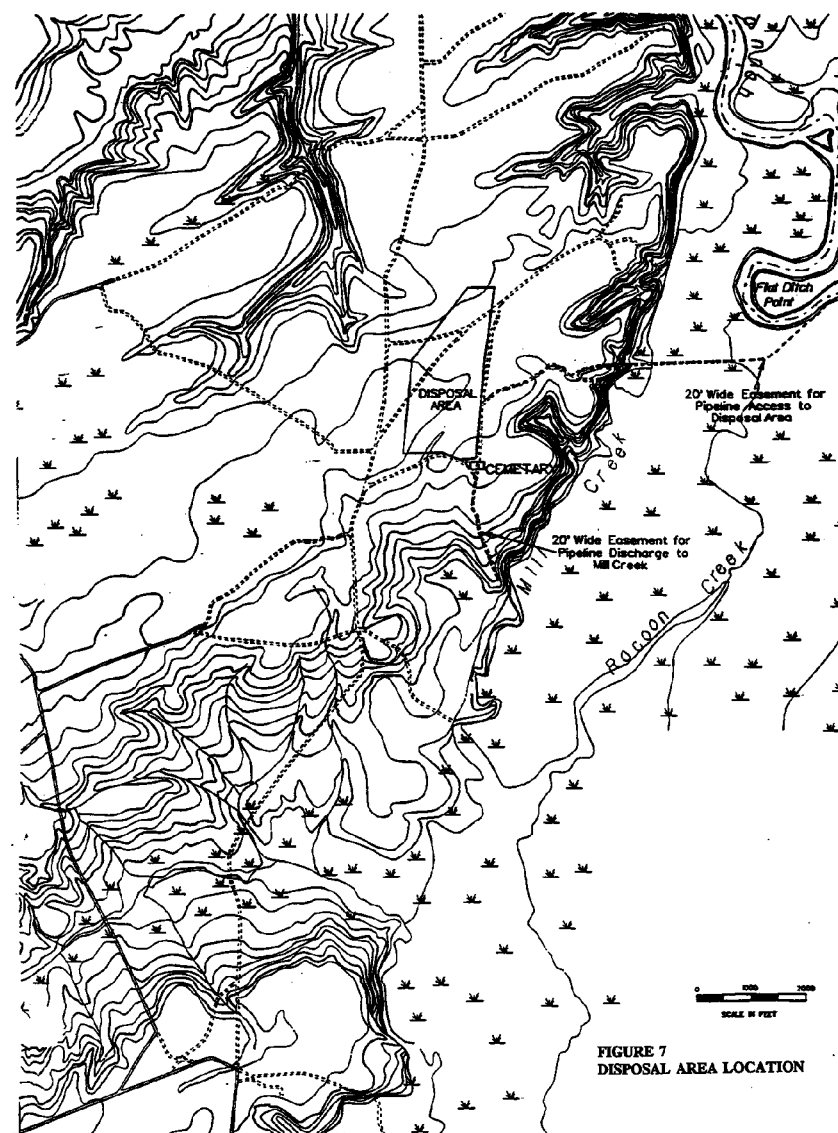 Flat Ditch
Point
20' Wide Easement for
Pipeline Access to
Disposal Area
DISPOSAL
AREA
CEMETARY
Mill Creek
20' Wide Easement for
Pipeline Discharge to
Mill Creek
Racoon Creek
0 1000 2000
SCALE IN FEET
FIGURE 7
DISPOSAL AREA LOCATION